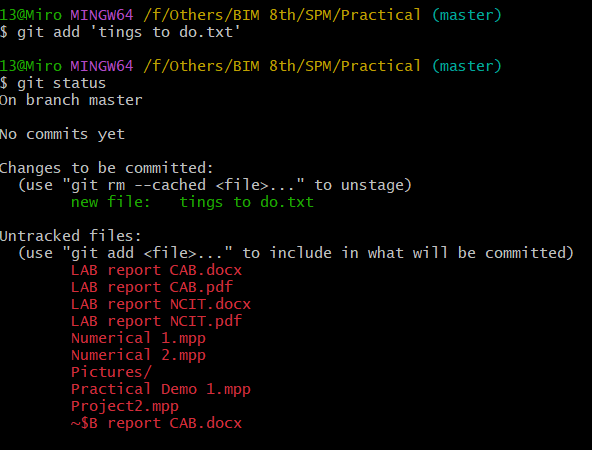 13@Miro MINGW64 /f/Others/BIM 8th/SPM/Practical (master)
$ git add 'tings to do.txt'
13@Miro MINGW64 /f/Others/BIM 8th/SPM/Practical (master)
$ git status
On branch master
No commits yet
Changes to be committed:
  (use "git rm --cached <file>..." to unstage)
        new file:   tings to do.txt
Untracked files:
  (use "git add <file>..." to include in what will be committed)
        LAB report CAB.docx
        LAB report CAB.pdf
        LAB report NCIT.docx
        LAB report NCIT.pdf
        Numerical 1.mpp
        Numerical 2.mpp
        Pictures/
        Practical Demo 1.mpp
        Project2.mpp
        ~$B report CAB.docx